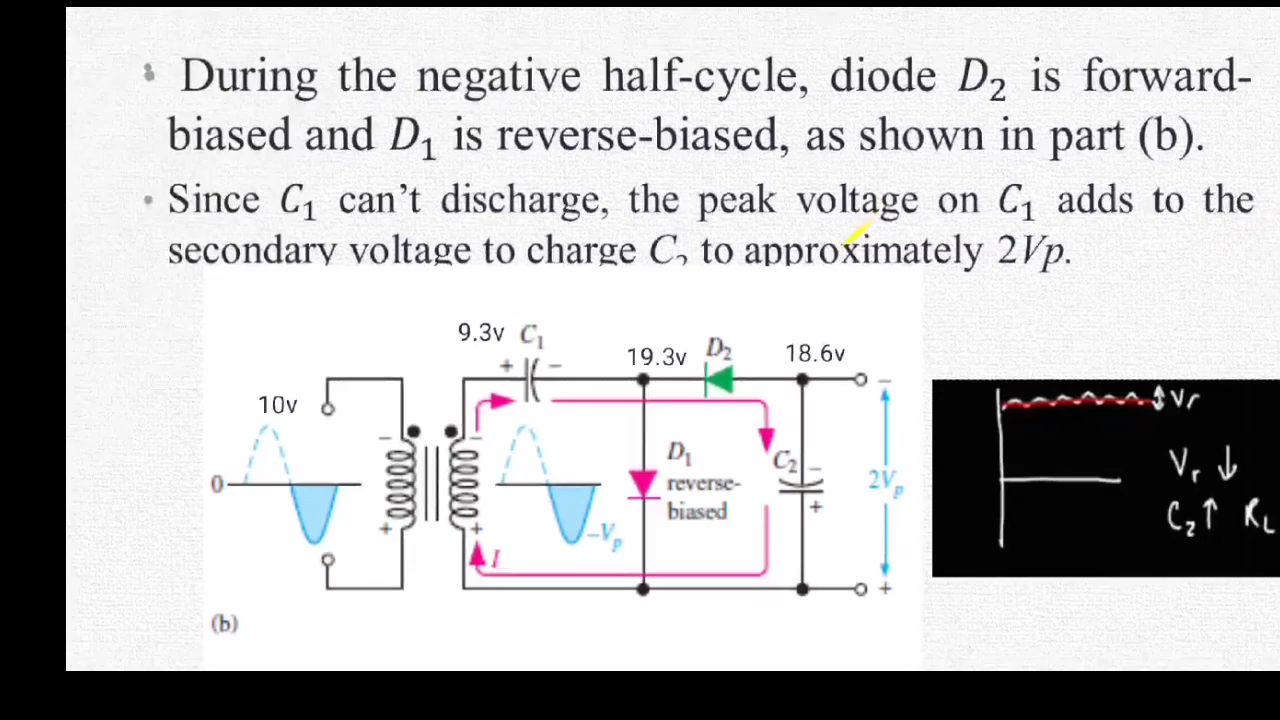 During the negative half-cycle, diode D₂ is forward-
biased and D₁ is reverse-biased, as shown in part (b).
• Since C₁ can't discharge, the peak voltage on C₁ adds to the
secondary voltage to charge C₂ to approximately 2Vp.
9.3v C₁
19.3v D₂ 18.6v
+ −
10v
−
Vr
− −
D₁
C₂
Vr ↓
reverse-
−
0
2Vp
biased
+
C₂ ↑ RL
+ +
−Vp
I
+
(b)